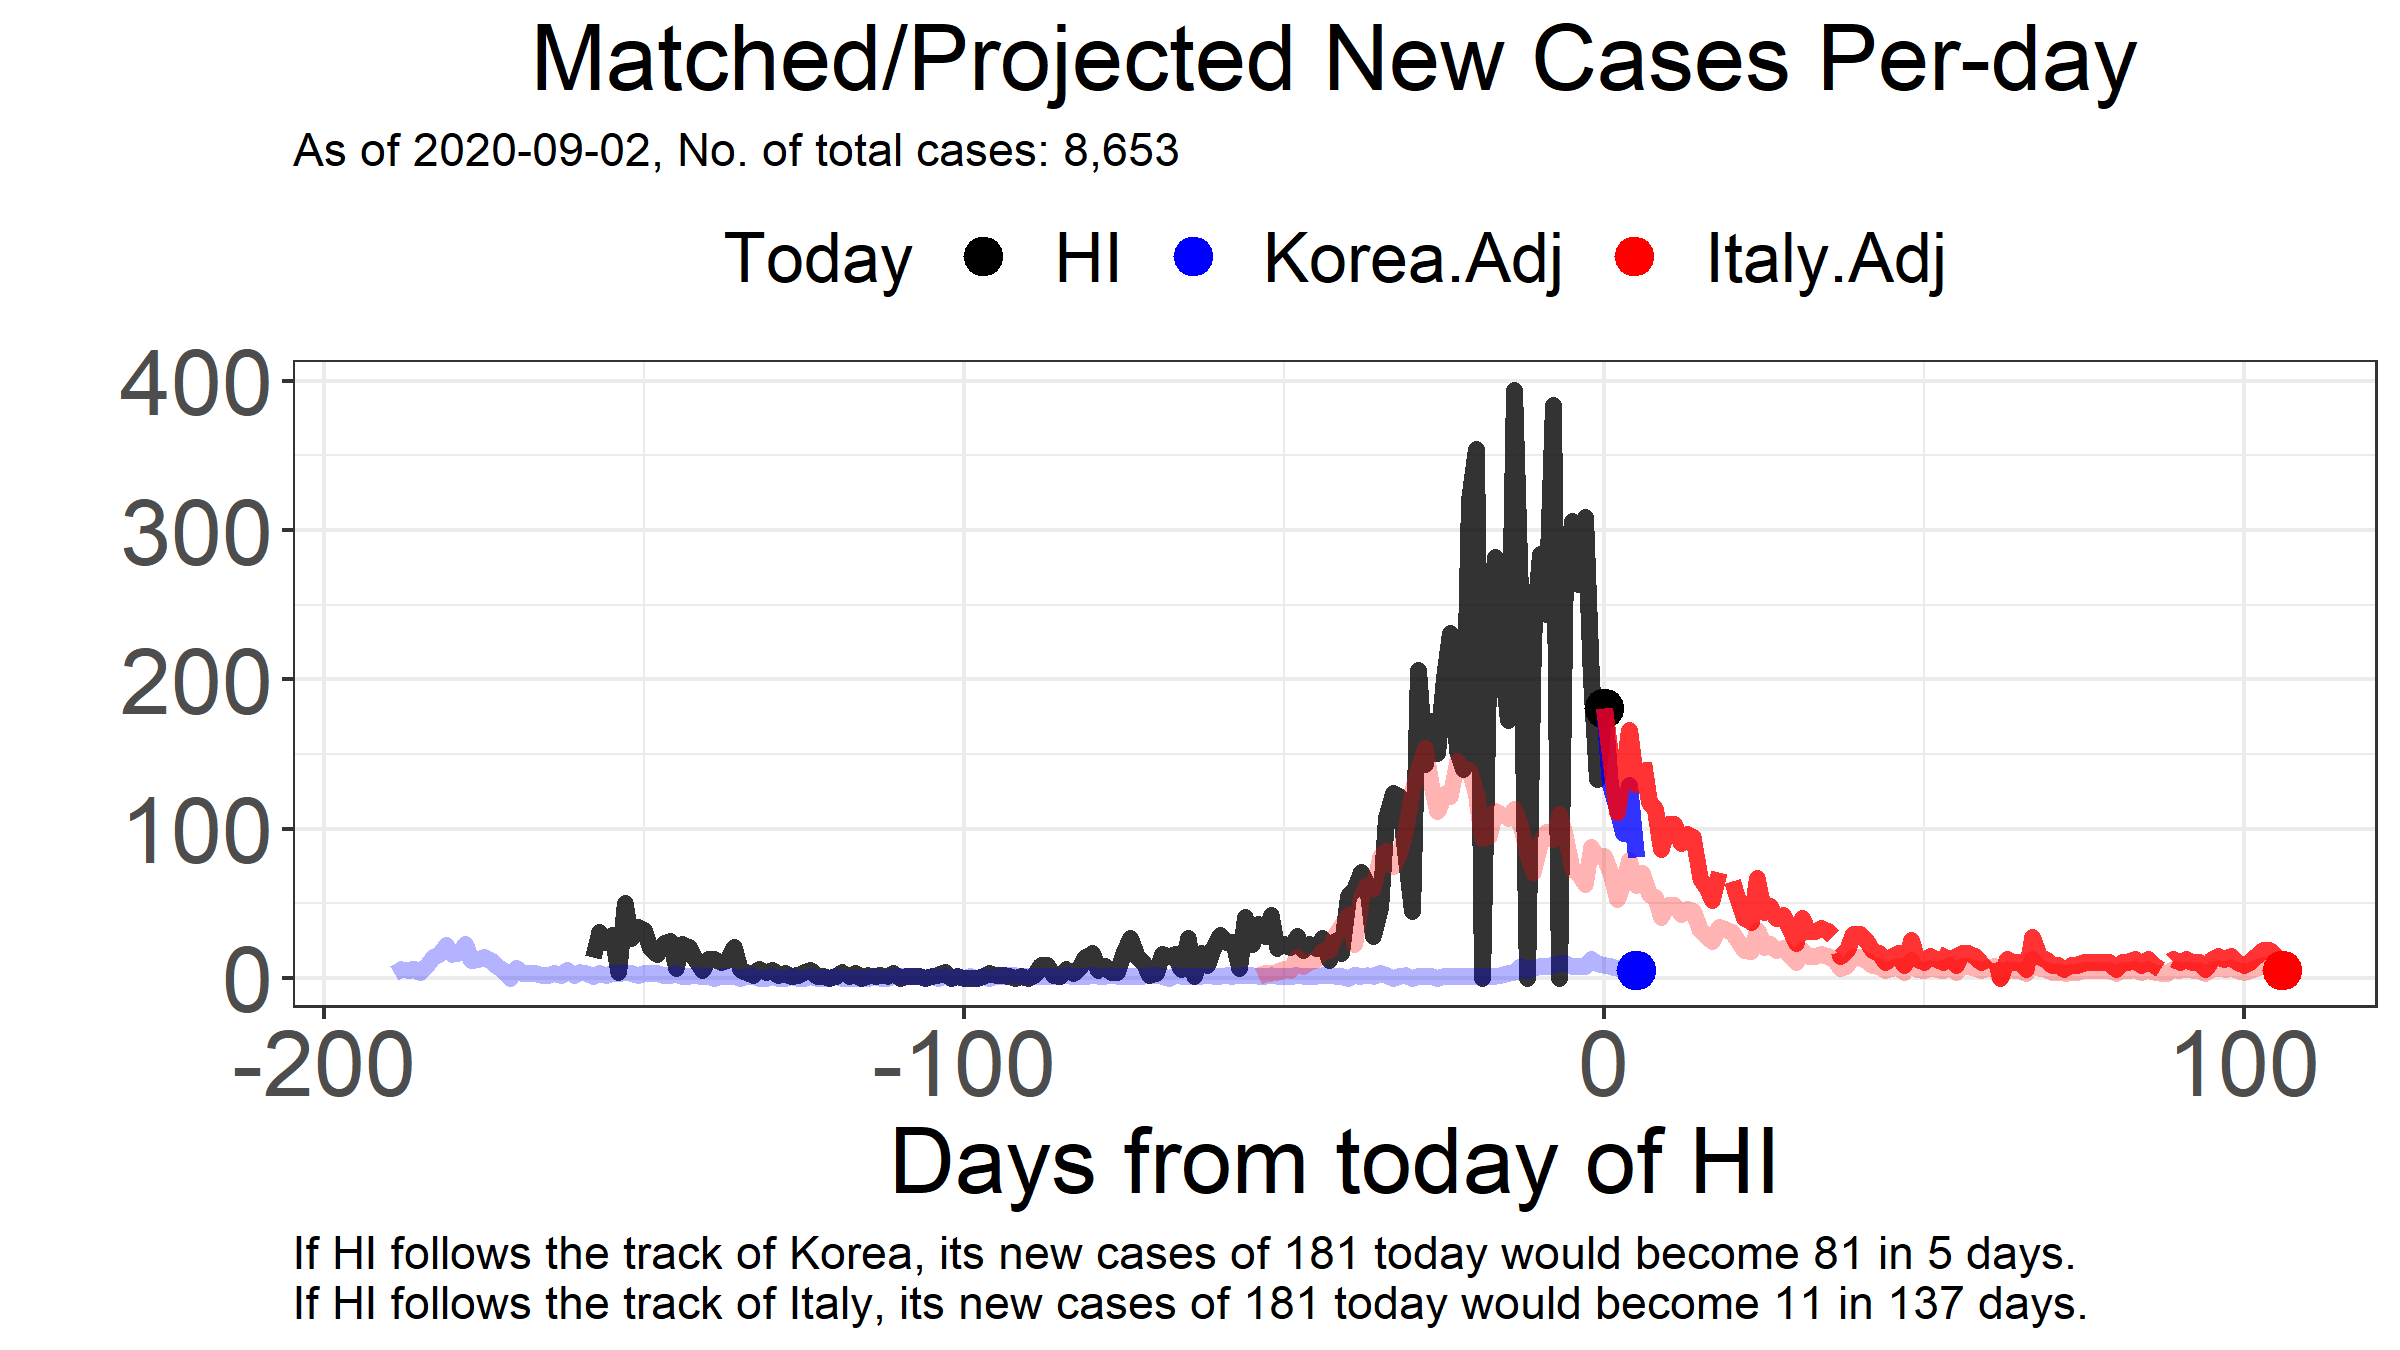 Matched/Projected New Cases Per-day
As of 2020-09-02, No. of total cases: 8,653
Today HI Korea.Adj Italy.Adj
400
300
200
100
0
-200 -100 0 100
Days from today of HI
If HI follows the track of Korea, its new cases of 181 today would become 81 in 5 days.
If HI follows the track of Italy, its new cases of 181 today would become 11 in 137 days.